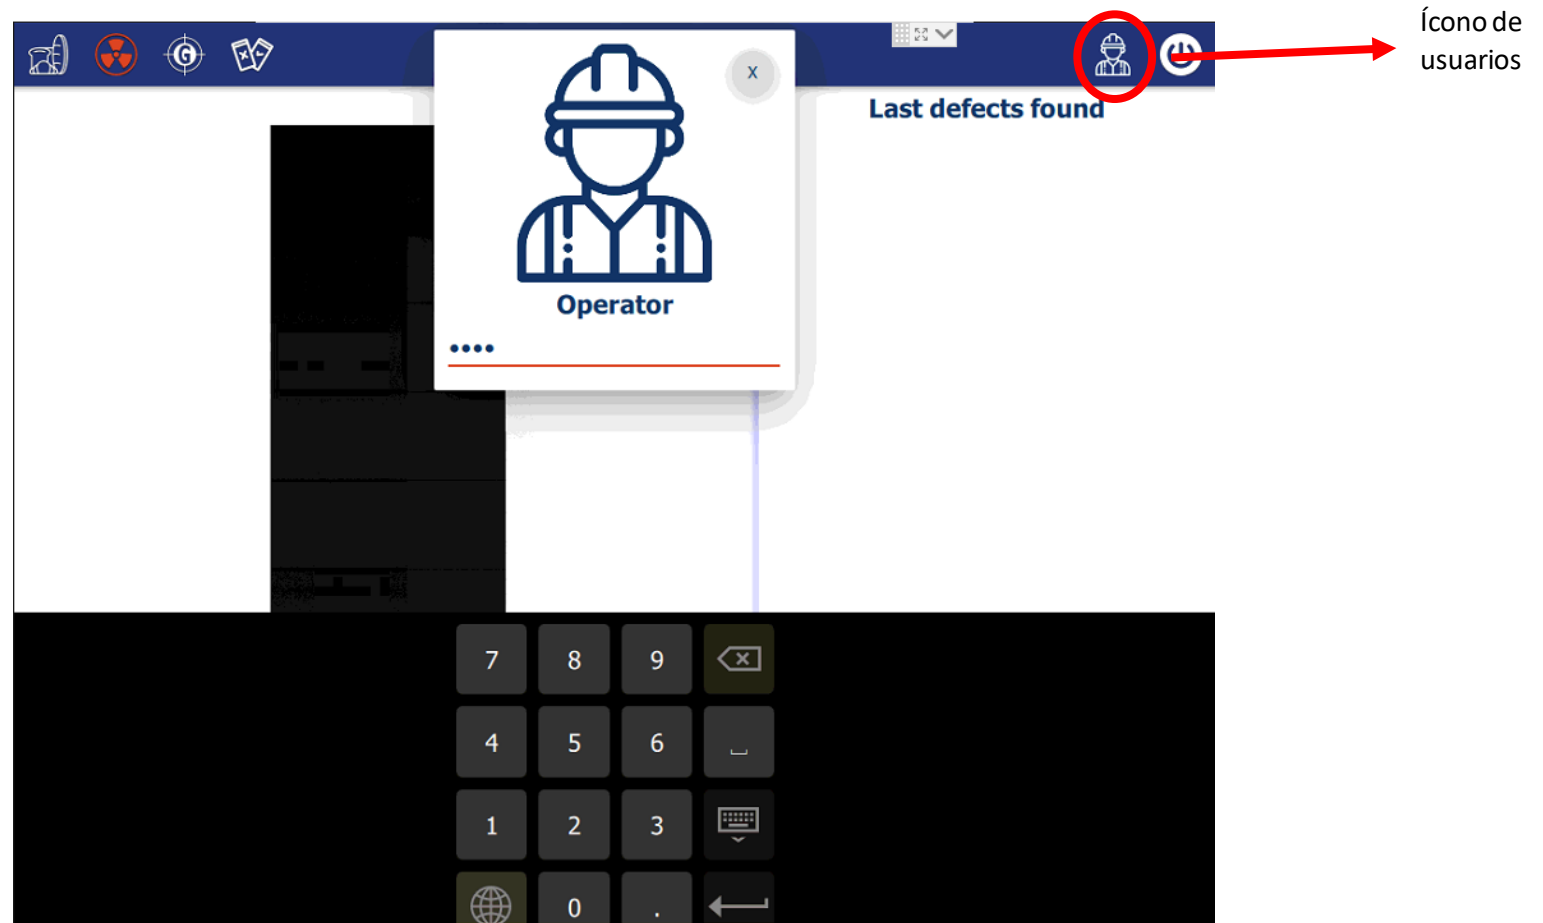 Ícono de
usuarios
G
X
Last defects found
Operator
••••
7 8 9
4 5 6
1 2 3
0 .